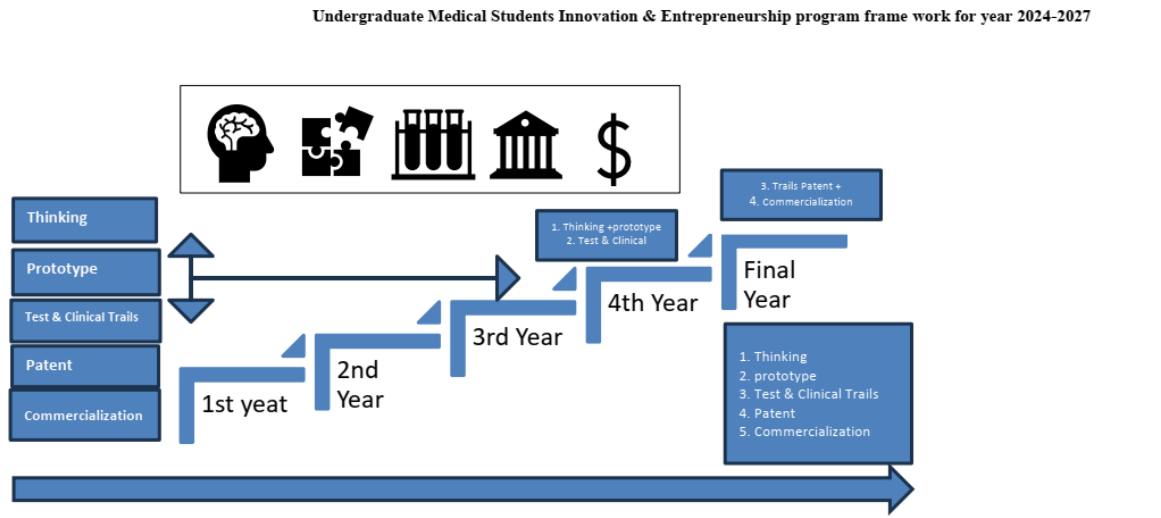 Undergraduate Medical Students Innovation & Entrepreneurship program frame work for year 2024-2027
Thinking
Prototype
Test & Clinical Trails
Patent
Commercialization
1st yeat
2nd
Year
3rd Year
1. Thinking +prototype
2. Test & Clinical
4th Year
3. Trails Patent +
4. Commercialization
Final
Year
1. Thinking
2. prototype
3. Test & Clinical Trails
4. Patent
5. Commercialization